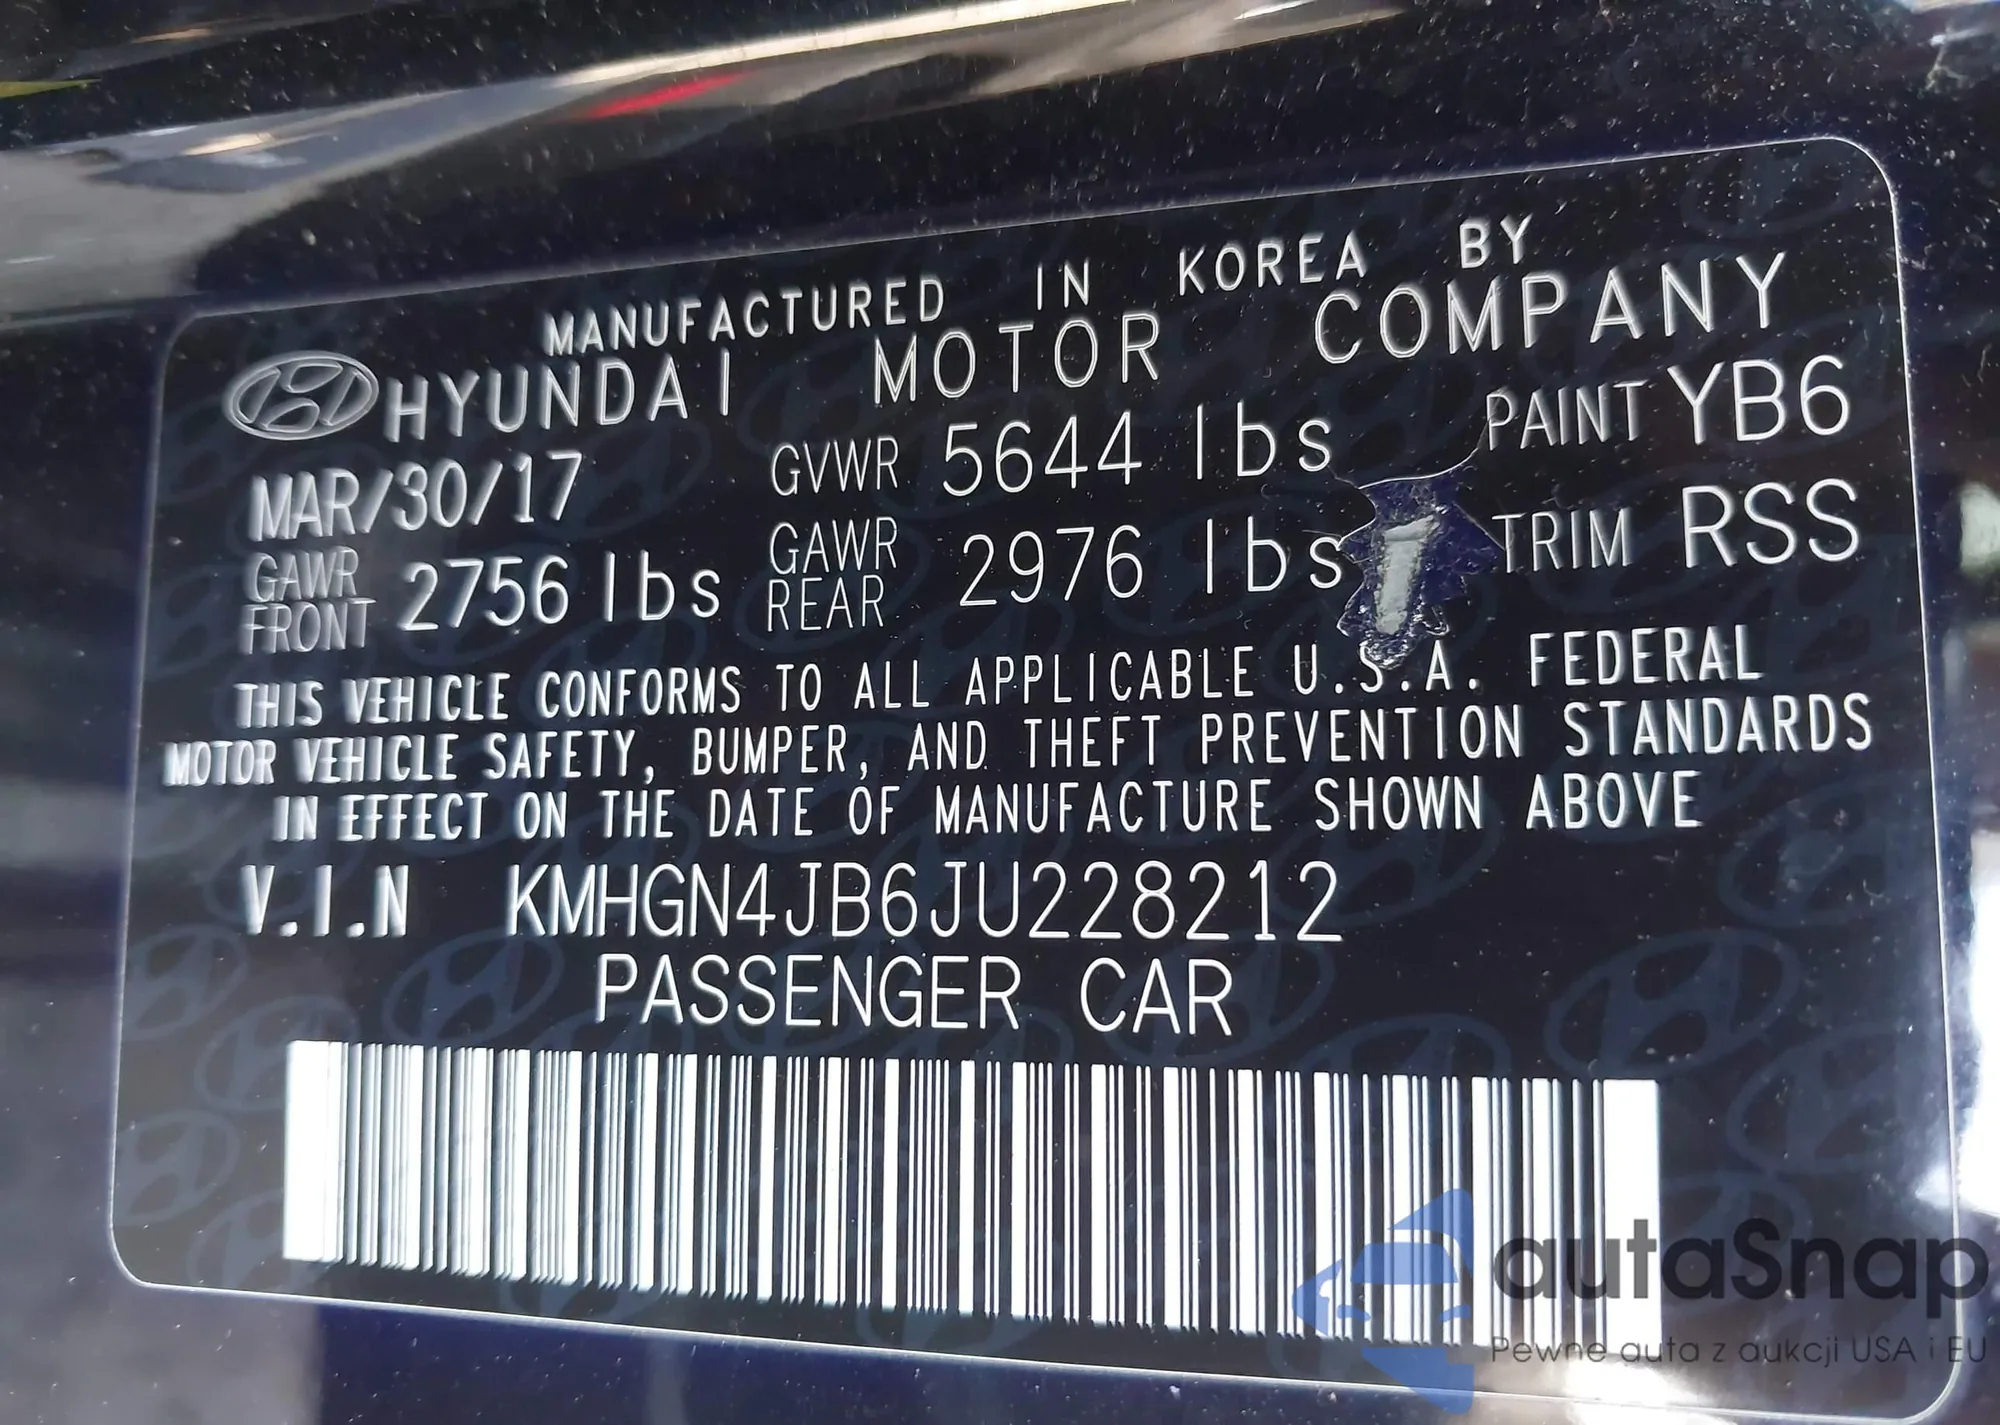 MANUFACTURED IN KOREA BY
HYUNDAI MOTOR COMPANY
MAR/30/17 GVWR 5644 lbs PAINT YB6
GAWR FRONT 2756 lbs GAWR REAR 2976 lbs TRIM RSS
THIS VEHICLE CONFORMS TO ALL APPLICABLE U.S.A. FEDERAL
MOTOR VEHICLE SAFETY, BUMPER, AND THEFT PREVENTION STANDARDS
IN EFFECT ON THE DATE OF MANUFACTURE SHOWN ABOVE
V.I.N KMHGN4JB6JU228212
PASSENGER CAR
autaSnap
Pewne auta z aukcji USA i EU